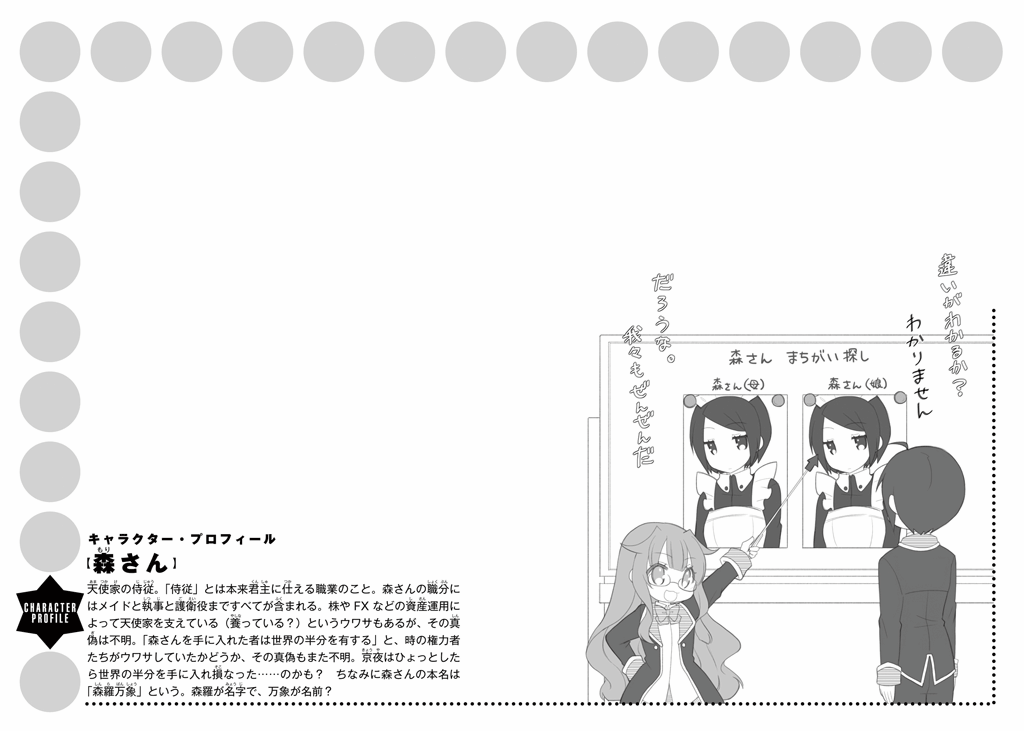 違いがわかるか?
わかりません
だろうな。
我々もぜんぜんだ
森さん まちがい探し
森さん(母)
森さん(娘)
CHARACTER
PROFILE
キャラクター・プロフィール
【森さん】
天使家の侍従。「侍従」とは本来君主に仕える職業のこと。森さんの職分に
はメイドと執事と護衛役まですべてが含まれる。株やFXなどの資産運用に
よって天使家を支えている(養っている?)というウワサもあるが、その真
偽は不明。「森さんを手に入れた者は世界の半分を有する」と、時の権力者
たちがウワサしていたかどうか、その真偽もまた不明。京夜はひょっとした
ら世界の半分を手に入れ損なった……のかも? ちなみに森さんの本名は
「森羅万象」という。森羅が名字で、万象が名前?